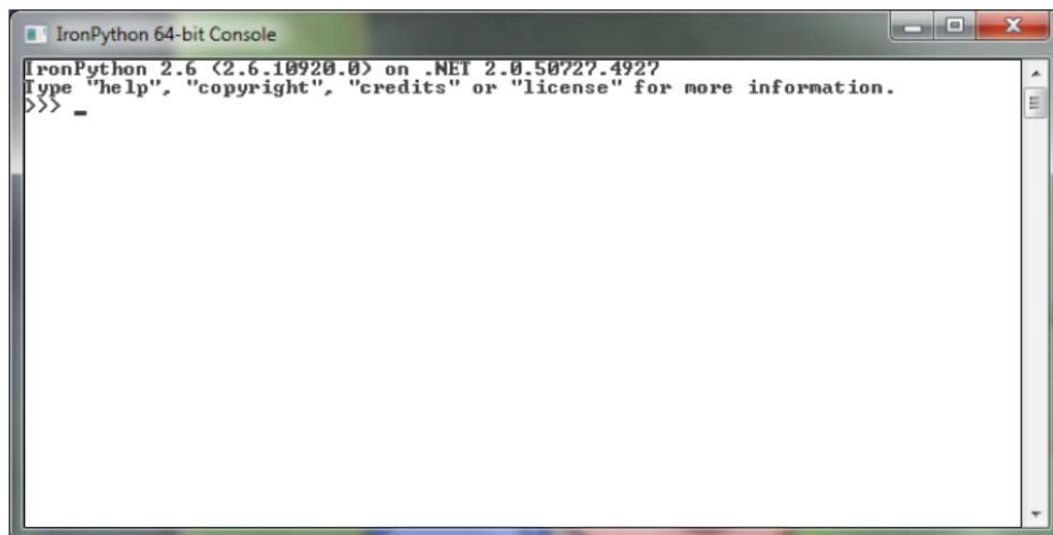 IronPython 64-bit Console
IronPython 2.6 (2.6.10920.0) on .NET 2.0.50727.4927
Type "help", "copyright", "credits" or "license" for more information.
>>> _